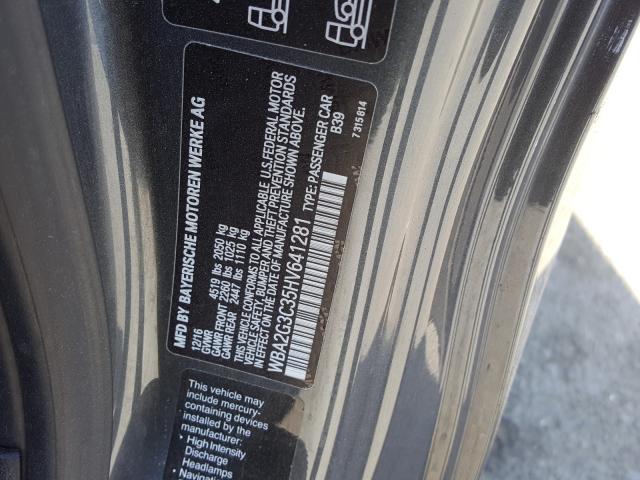 MFD BY BAYERISCHE MOTOREN WERKE AG
12/16
GVWR 4519 lbs 2050 kg
GAWR FRONT 2260 lbs 1025 kg
GAWR REAR 2447 lbs 1110 kg
THIS VEHICLE CONFORMS TO ALL APPLICABLE U.S.FEDERAL MOTOR
VEHICLE SAFETY, BUMPER AND THEFT PREVENTION STANDARDS
IN EFFECT ON THE DATE OF MANUFACTURE SHOWN ABOVE.
WBA2G3C35HV641281 TYPE: PASSENGER CAR
B39
7 315 814
This vehicle may
include mercury-
containing devices
installed by the
manufacturer:
• High Intensity
Discharge
Headlamps